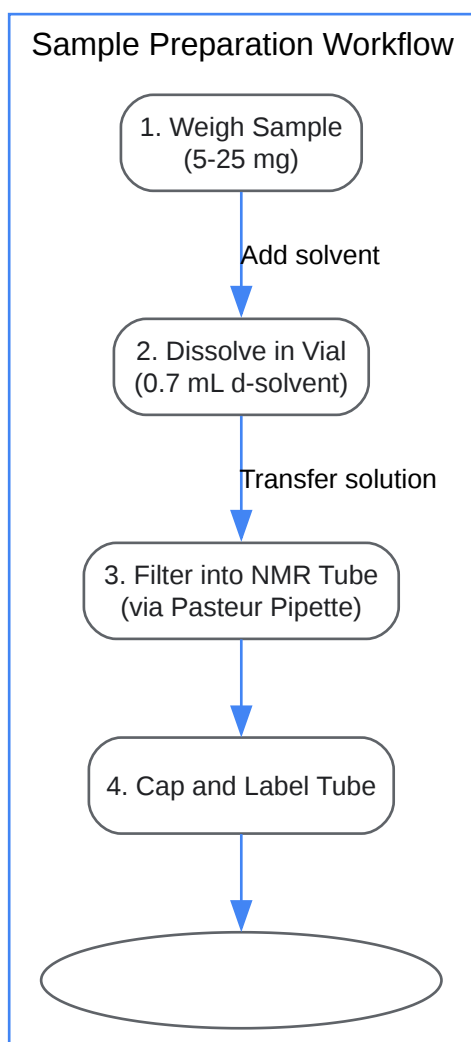 Sample Preparation Workflow
1. Weigh Sample
(5-25 mg)
Add solvent
2. Dissolve in Vial
(0.7 mL d-solvent)
Transfer solution
3. Filter into NMR Tube
(via Pasteur Pipette)
4. Cap and Label Tube